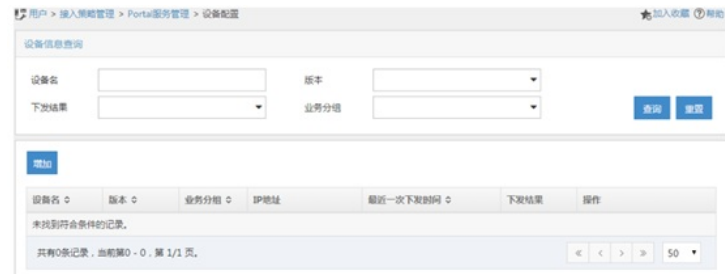 用户 > 接入策略管理 > Portal服务管理 > 设备配置 加入收藏 帮助
设备信息查询
设备名 版本
下发结果 业务分组 查询 重置
增加
设备名 版本 业务分组 IP地址 最近一次下发时间 下发结果 操作
未找到符合条件的记录。
共有0条记录，当前第0 - 0，第 1/1 页。 « < > » 50